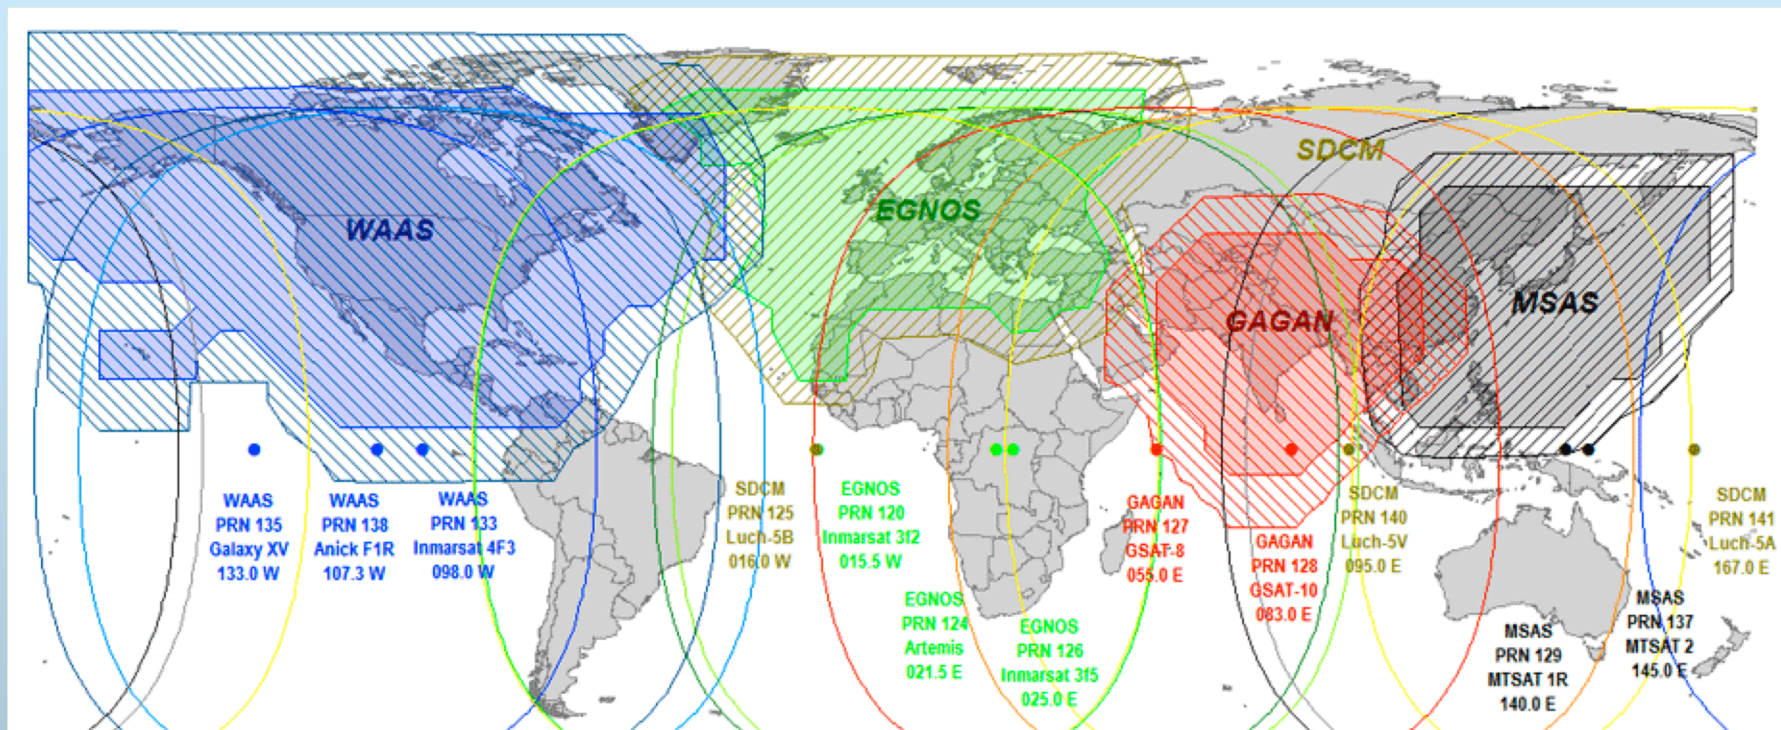 SDCM
EGNOS
WAAS
MSAS
GAGAN
WAAS
PRN 135
Galaxy XV
133.0 W
WAAS
PRN 138
Anick F1R
107.3 W
WAAS
PRN 133
Inmarsat 4F3
098.0 W
SDCM
PRN 125
Luch-5B
016.0 W
EGNOS
PRN 120
Inmarsat 3f2
015.5 W
EGNOS
PRN 124
Artemis
021.5 E
EGNOS
PRN 126
Inmarsat 3f5
025.0 E
GAGAN
PRN 127
GSAT-8
055.0 E
GAGAN
PRN 128
GSAT-10
083.0 E
SDCM
PRN 140
Luch-5V
095.0 E
MSAS
PRN 129
MTSAT 1R
140.0 E
MSAS
PRN 137
MTSAT 2
145.0 E
SDCM
PRN 141
Luch-5A
167.0 E